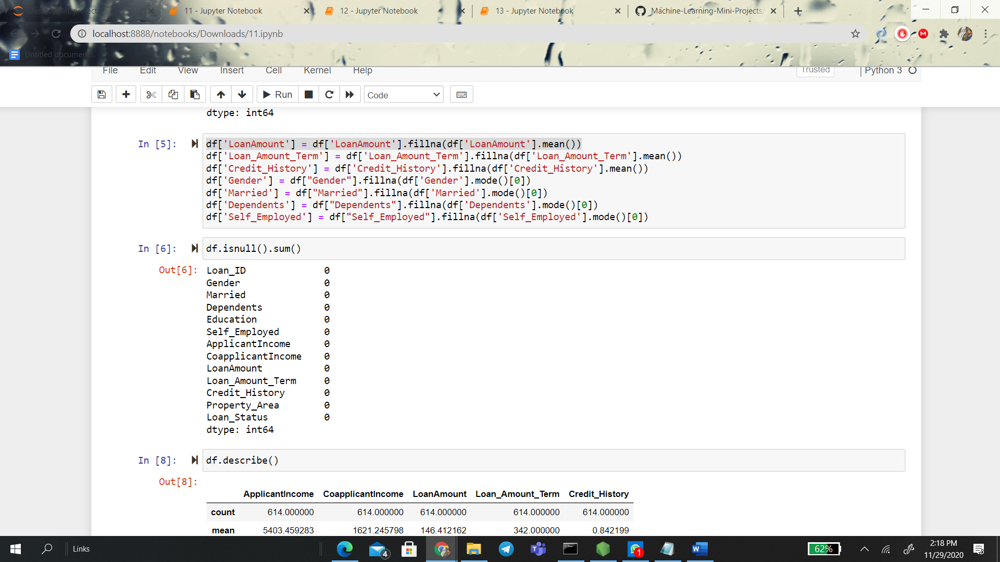 11 - Jupyter Notebook
12 - Jupyter Notebook
13 - Jupyter Notebook
Machine-Learning-Mini-Projects
localhost:8888/notebooks/Downloads/11.ipynb
Untitled document...
File Edit View Insert Cell Kernel Help
Trusted
Python 3
Run
Code
dtype: int64
In [5]:
df['LoanAmount'] = df['LoanAmount'].fillna(df['LoanAmount'].mean())
df['Loan_Amount_Term'] = df['Loan_Amount_Term'].fillna(df['Loan_Amount_Term'].mean())
df['Credit_History'] = df['Credit_History'].fillna(df['Credit_History'].mean())
df['Gender'] = df["Gender"].fillna(df['Gender'].mode()[0])
df['Married'] = df["Married"].fillna(df['Married'].mode()[0])
df['Dependents'] = df["Dependents"].fillna(df['Dependents'].mode()[0])
df['Self_Employed'] = df["Self_Employed"].fillna(df['Self_Employed'].mode()[0])
In [6]:
df.isnull().sum()
Out[6]:
Loan_ID 0
Gender 0
Married 0
Dependents 0
Education 0
Self_Employed 0
ApplicantIncome 0
CoapplicantIncome 0
LoanAmount 0
Loan_Amount_Term 0
Credit_History 0
Property_Area 0
Loan_Status 0
dtype: int64
In [8]:
df.describe()
Out[8]:
ApplicantIncome CoapplicantIncome LoanAmount Loan_Amount_Term Credit_History
count 614.000000 614.000000 614.000000 614.000000 614.000000
mean 5403.459283 1621.245798 146.412162 342.000000 0.842199
Links
4
1
62%
2:18 PM
11/29/2020